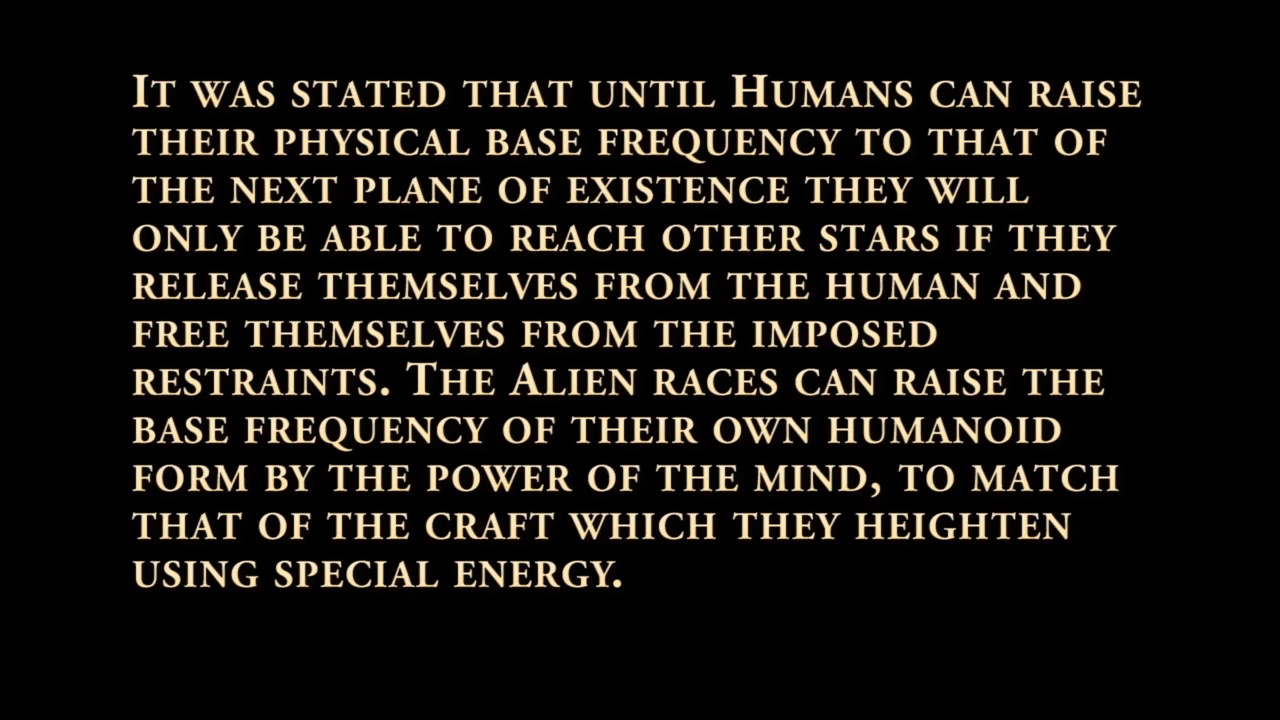 It was stated that until Humans can raise
their physical base frequency to that of
the next plane of existence they will
only be able to reach other stars if they
release themselves from the human and
free themselves from the imposed
restraints. The Alien races can raise the
base frequency of their own humanoid
form by the power of the mind, to match
that of the craft which they heighten
using special energy.